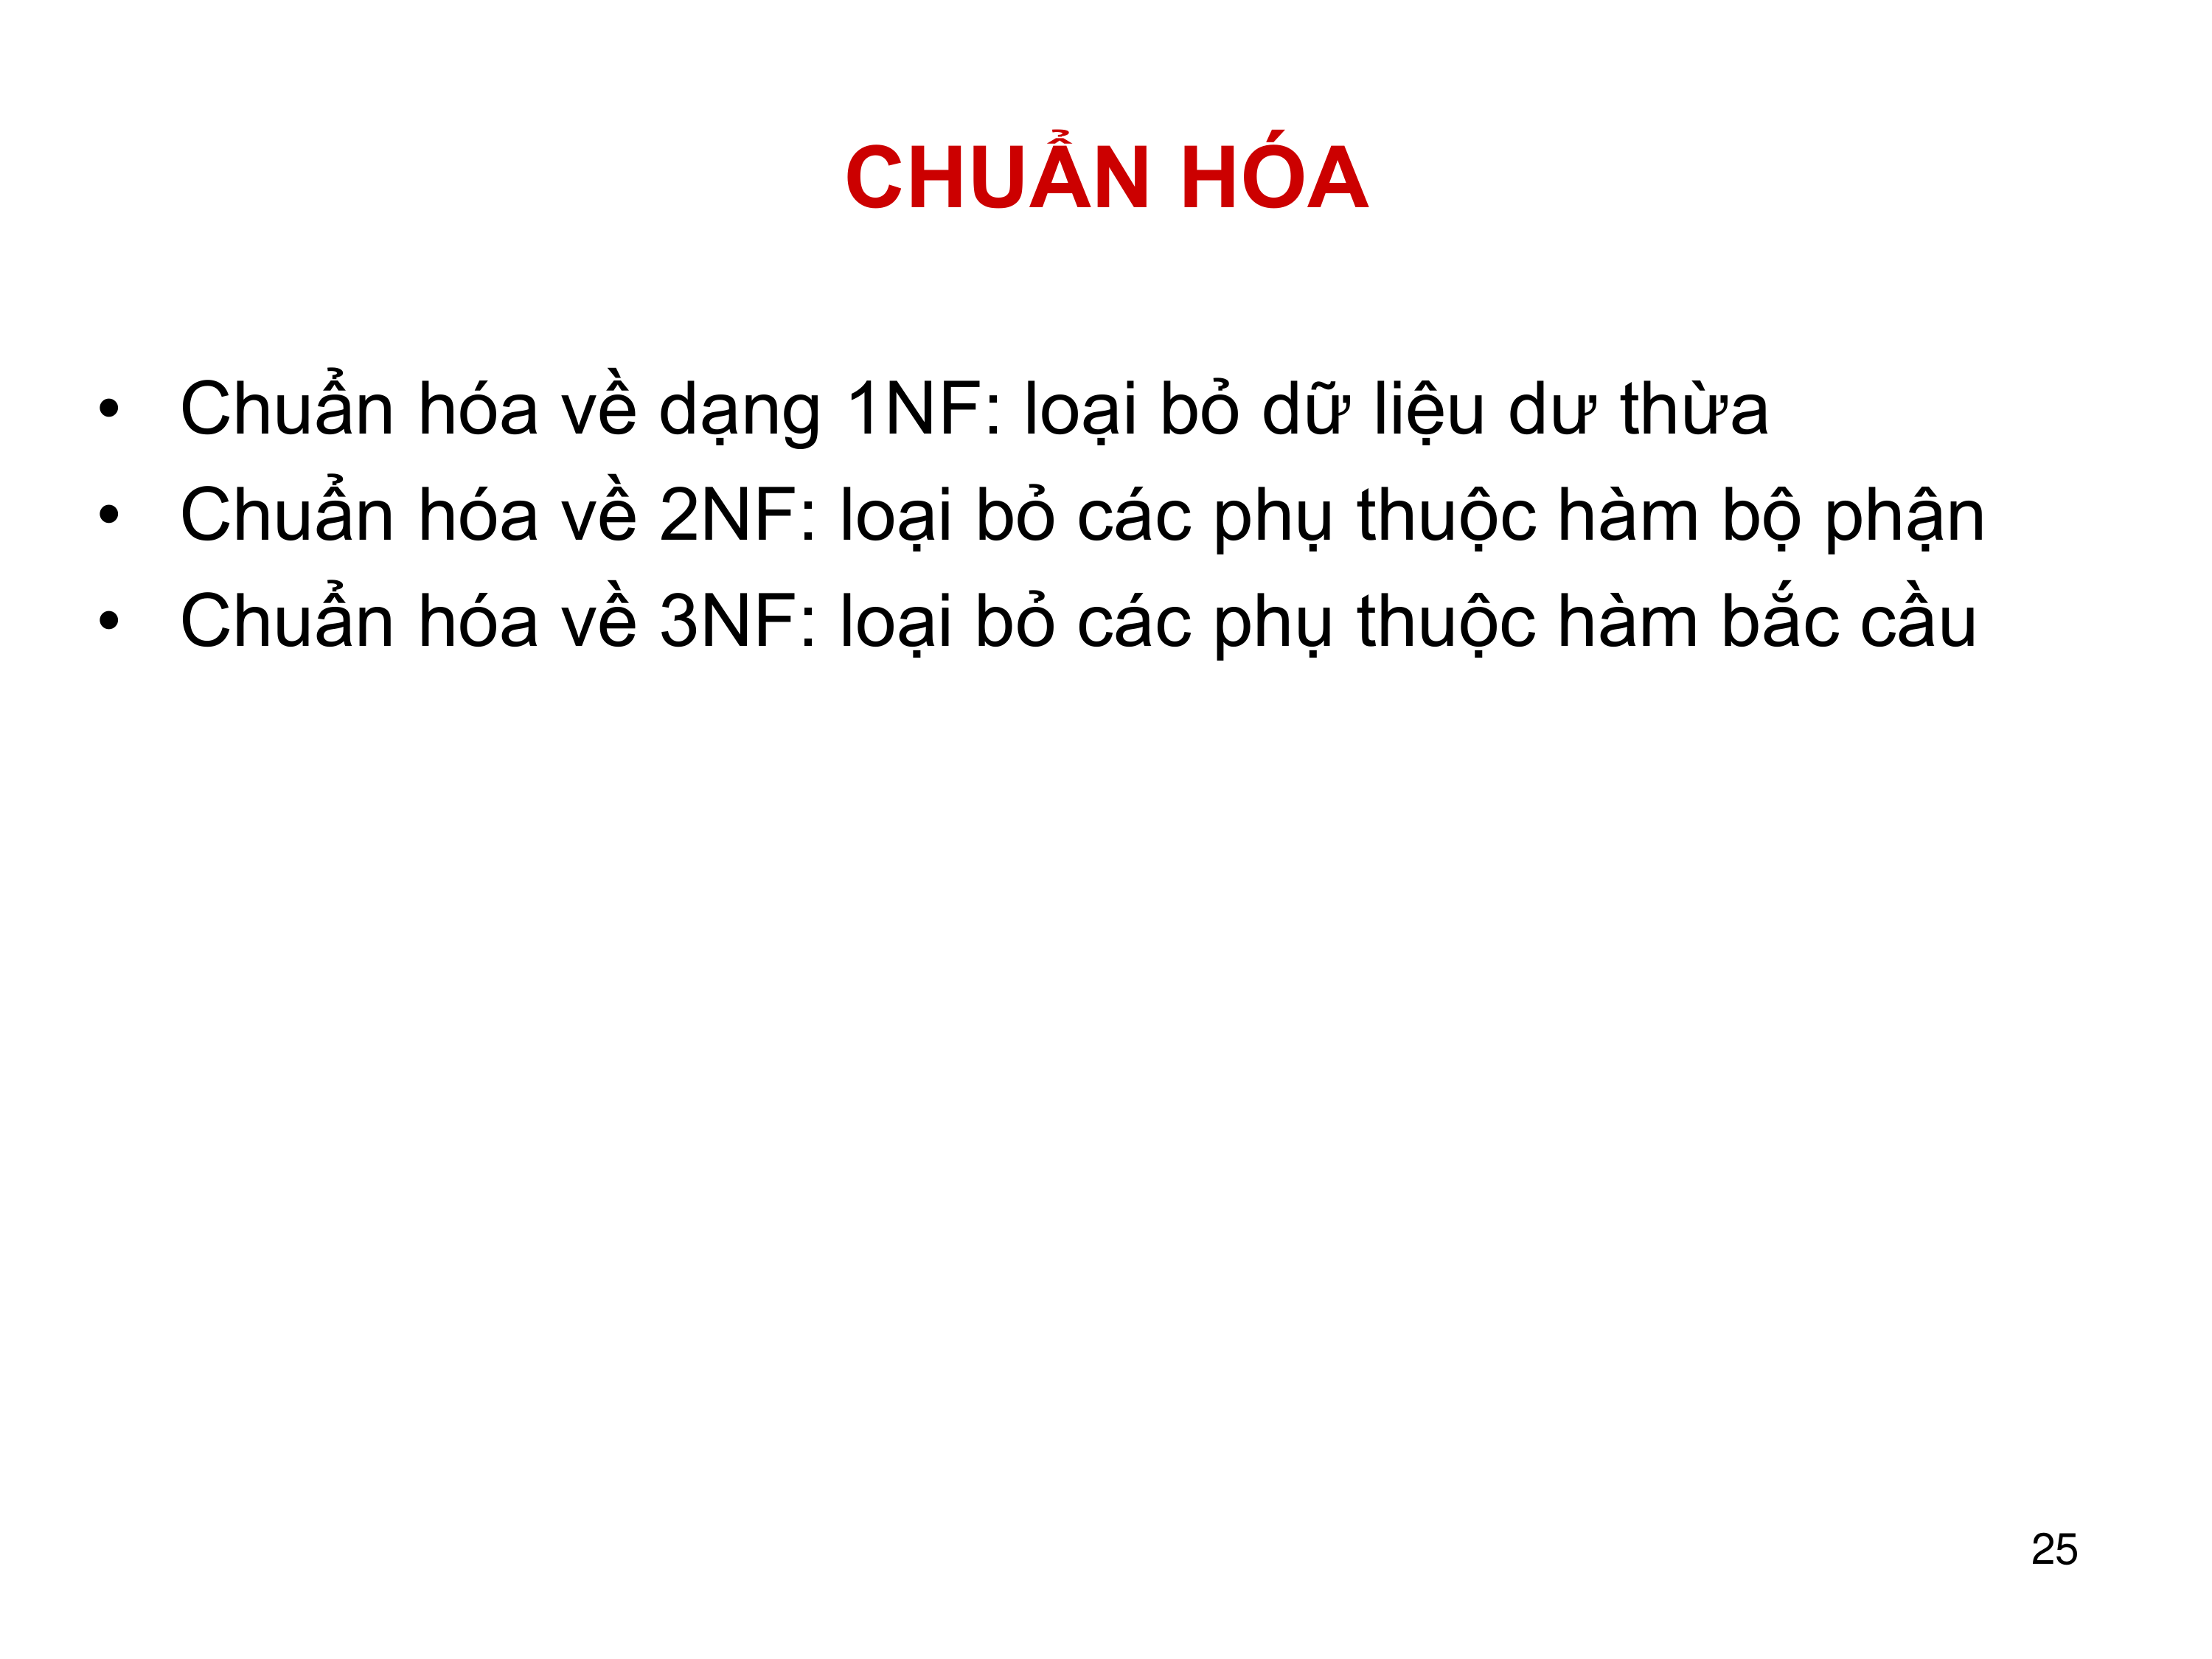 CHUẨN HÓA
• Chuẩn hóa về dạng 1NF: loại bỏ dữ liệu dư thừa
• Chuẩn hóa về 2NF: loại bỏ các phụ thuộc hàm bộ phận
• Chuẩn hóa về 3NF: loại bỏ các phụ thuộc hàm bắc cầu
25